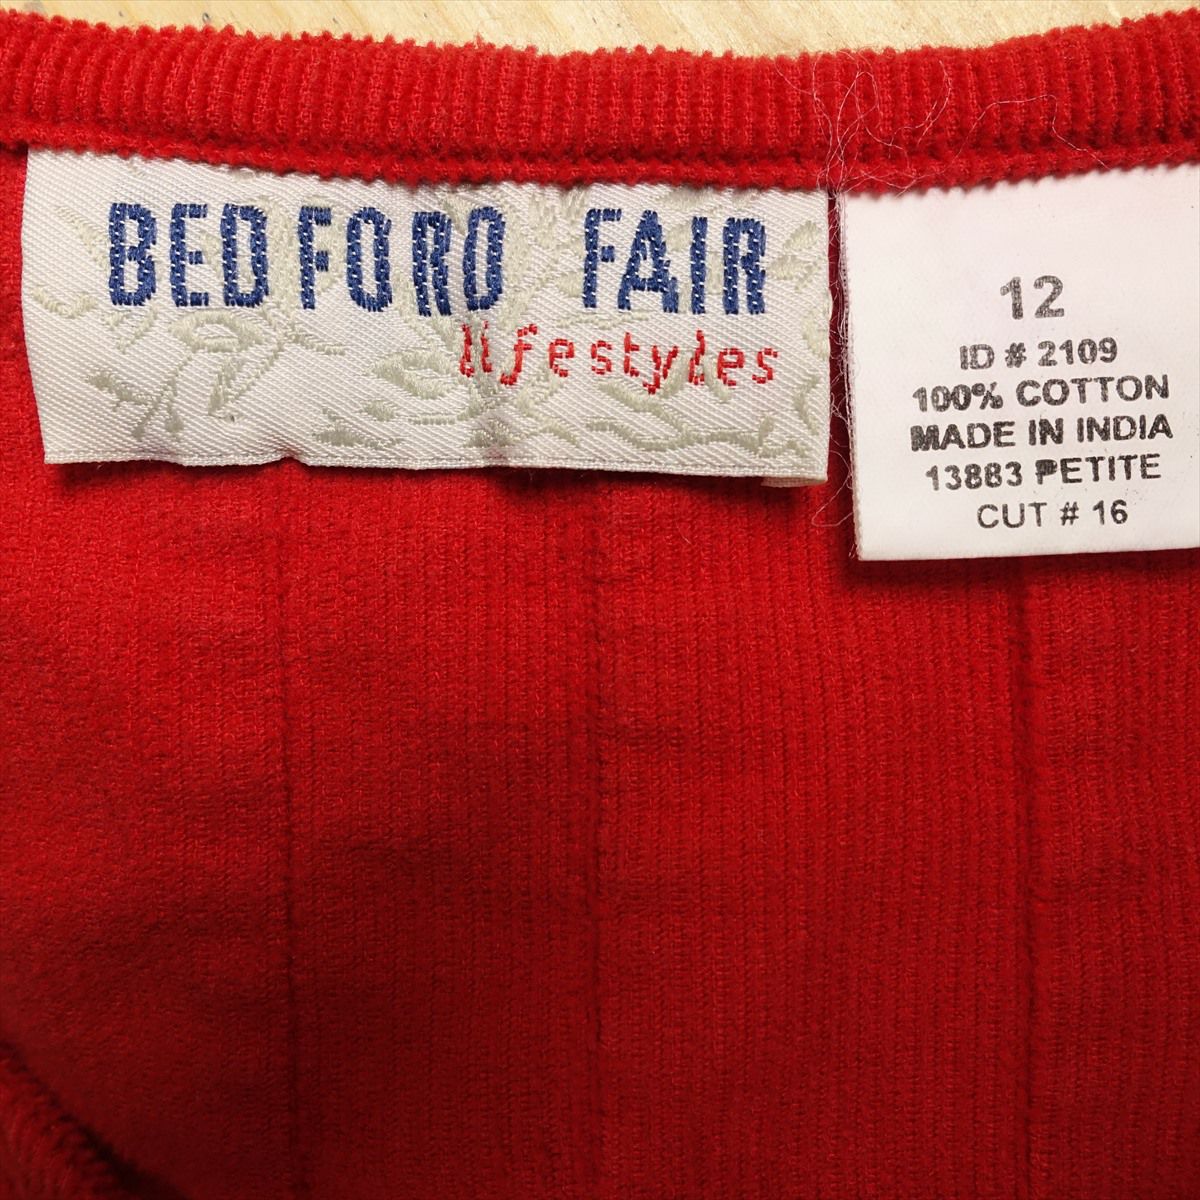 BEDFORD FAIR
lifestyles
12
ID # 2109
100% COTTON
MADE IN INDIA
13883 PETITE
CUT # 16